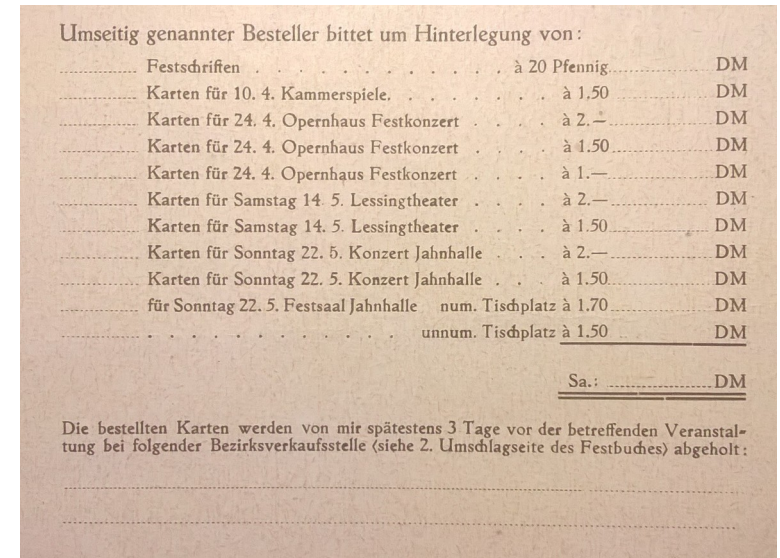 Umseitig genannter Besteller bittet um Hinterlegung von:
Festschriften . . . . . . . . . . . . à 20 Pfennig DM
Karten für 10. 4. Kammerspiele. . . . . . . . à 1.50 DM
Karten für 24. 4. Opernhaus Festkonzert . . . . à 2.— DM
Karten für 24. 4. Opernhaus Festkonzert . . . . à 1.50 DM
Karten für 24. 4. Opernhaus Festkonzert . . . . à 1.— DM
Karten für Samstag 14. 5. Lessingtheater . . . . à 2.— DM
Karten für Samstag 14. 5. Lessingtheater . . . . à 1.50 DM
Karten für Sonntag 22. 5. Konzert Jahnhalle . . . à 2.— DM
Karten für Sonntag 22. 5. Konzert Jahnhalle . . . à 1.50 DM
für Sonntag 22. 5. Festsaal Jahnhalle num. Tischplatz à 1.70 DM
. . . . . . . . . . unnum. Tischplatz à 1.50 DM
Sa.: DM
Die bestellten Karten werden von mir spätestens 3 Tage vor der betreffenden Veranstal-
tung bei folgender Bezirksverkaufsstelle (siehe 2. Umschlagseite des Festbuches) abgeholt: